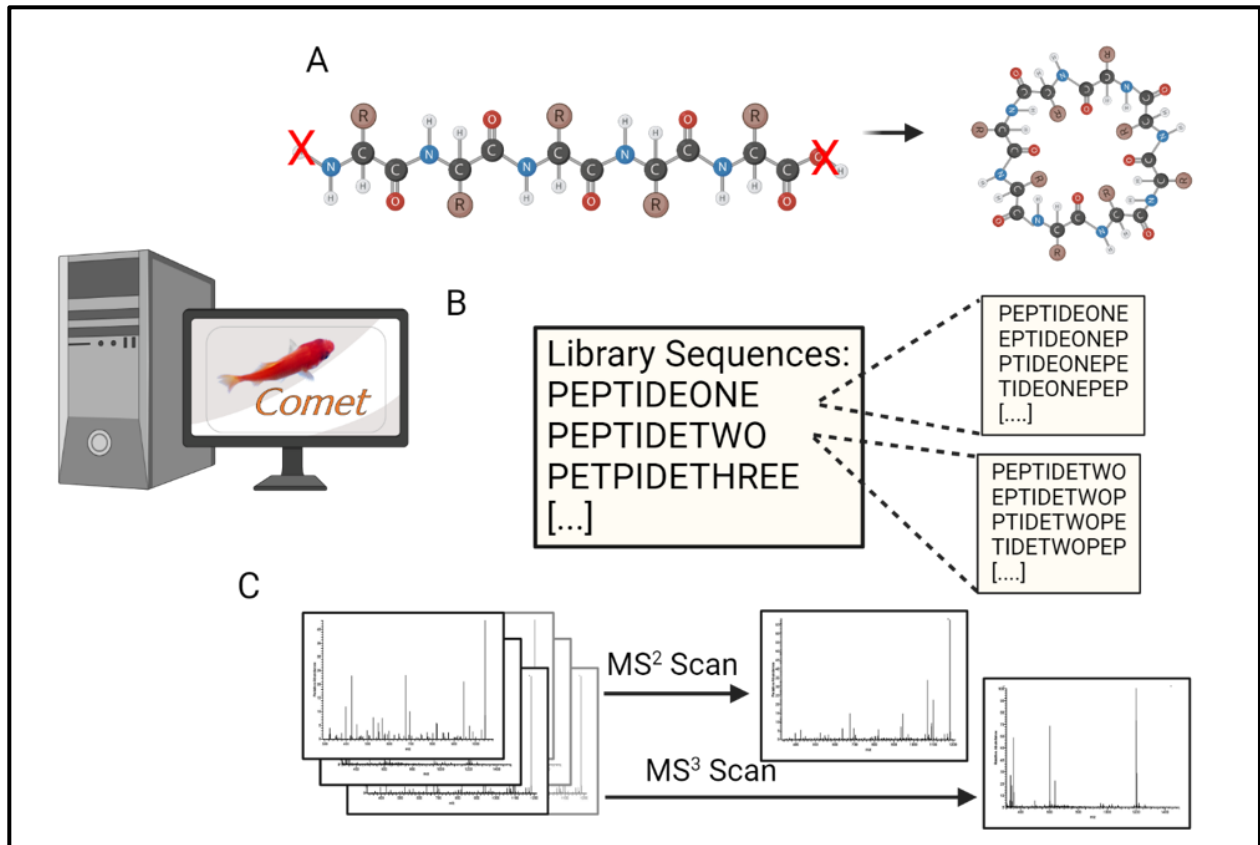 A
B
Comet
Library Sequences:
PEPTIDEONE
PEPTIDETWO
PETPIDETHREE
[...]
PEPTIDEONE
EPTIDEONEP
PTIDEONEPE
TIDEONEPEP
[....]
PEPTIDETWO
EPTIDETWOP
PTIDETWOPE
TIDETWOPEP
[....]
C
MS² Scan
MS³ Scan